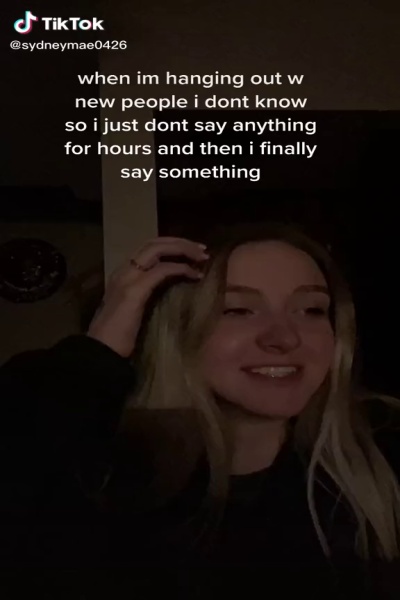 TikTok
@sydneymae0426
when im hanging out w
new people i dont know
so i just dont say anything
for hours and then i finally
say something